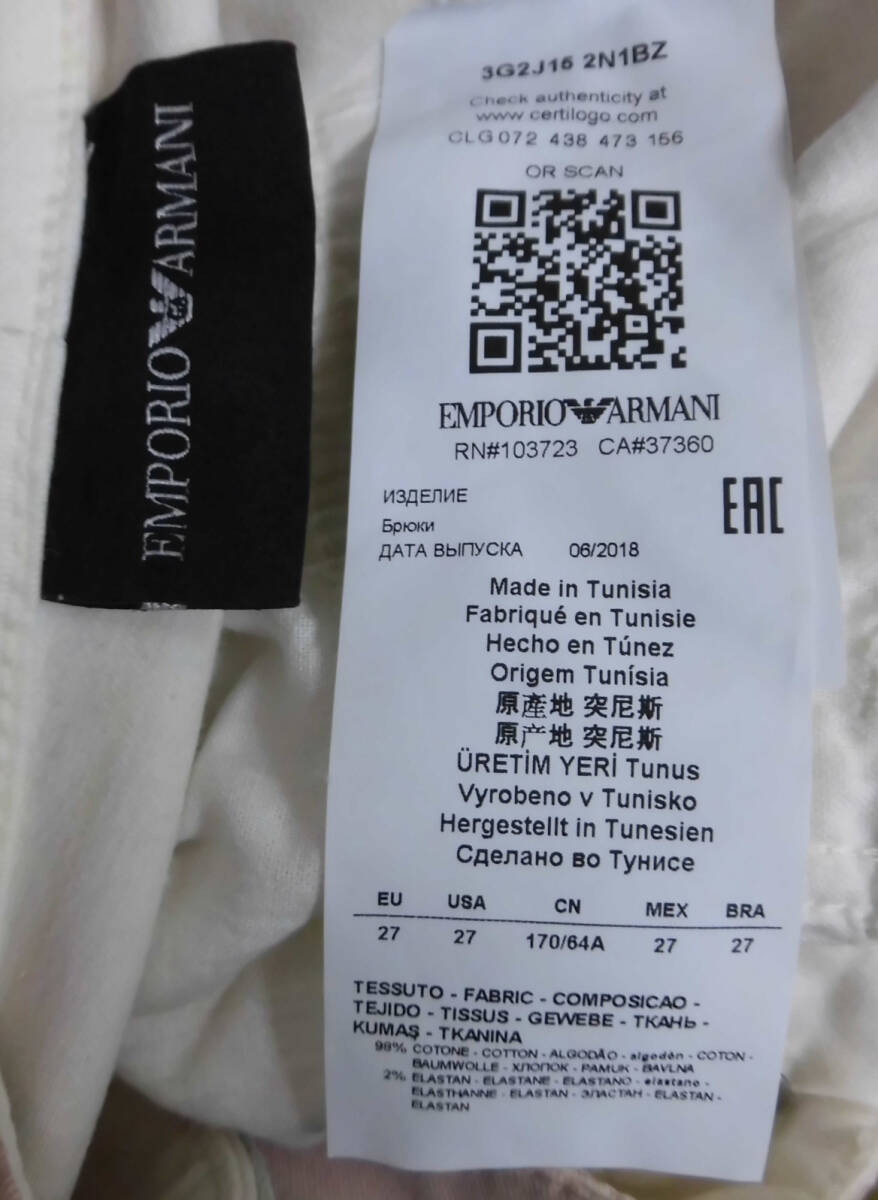 EMPORIO ARMANI
3G2J15 2N1BZ
Check authenticity at
www certilogo com
CLG 072 438 473 156
OR SCAN
EMPORIO ARMANI
RN#103723 CA#37360
ИЗДЕЛИЕ
EAC
Брюки
ДАТА ВЫПУСКА 06/2018
Made in Tunisia
Fabriqué en Tunisie
Hecho en Túnez
Origem Tunísia
原產地 突尼斯
原产地 突尼斯
ÜRETİM YERİ Tunus
Vyrobeno v Tunisko
Hergestellt in Tunesien
Сделано во Тунисе
EU USA CN MEX BRA
27 27 170/64A 27 27
TESSUTO - FABRIC - COMPOSICAO -
TEJIDO - TISSUS - GEWEBE - ТКАНЬ -
KUMAŞ - TKANINA
98% COTONE - COTTON - ALGODÃO - algodón - COTON -
BAUMWOLLE - ХЛОПОК - PAMUK - BAVLNA
2% ELASTAN - ELASTANE - ELASTANO - elastano -
ELASTHANNE - ELASTAN - ЭЛАСТАН - ELASTAN -
ELASTAN